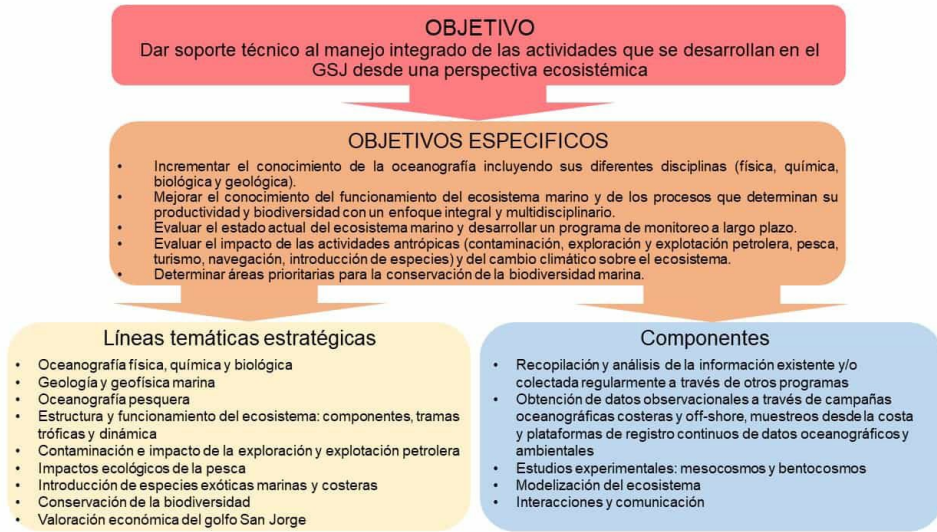 OBJETIVO
Dar soporte técnico al manejo integrado de las actividades que se desarrollan en el
GSJ desde una perspectiva ecosistémica
OBJETIVOS ESPECIFICOS
• Incrementar el conocimiento de la oceanografía incluyendo sus diferentes disciplinas (física, química,
biológica y geológica).
• Mejorar el conocimiento del funcionamiento del ecosistema marino y de los procesos que determinan su
productividad y biodiversidad con un enfoque integral y multidisciplinario.
• Evaluar el estado actual del ecosistema marino y desarrollar un programa de monitoreo a largo plazo.
• Evaluar el impacto de las actividades antrópicas (contaminación, exploración y explotación petrolera, pesca,
turismo, navegación, introducción de especies) y del cambio climático sobre el ecosistema.
• Determinar áreas prioritarias para la conservación de la biodiversidad marina.
Líneas temáticas estratégicas
• Oceanografía física, química y biológica
• Geología y geofísica marina
• Oceanografía pesquera
• Estructura y funcionamiento del ecosistema: componentes, tramas
tróficas y dinámica
• Contaminación e impacto de la exploración y explotación petrolera
• Impactos ecológicos de la pesca
• Introducción de especies exóticas marinas y costeras
• Conservación de la biodiversidad
• Valoración económica del golfo San Jorge
Componentes
• Recopilación y análisis de la información existente y/o
colectada regularmente a través de otros programas
• Obtención de datos observacionales a través de campañas
oceanográficas costeras y off-shore, muestreos desde la costa
y plataformas de registro continuos de datos oceanográficos y
ambientales
• Estudios experimentales: mesocosmos y bentocosmos
• Modelización del ecosistema
• Interacciones y comunicación